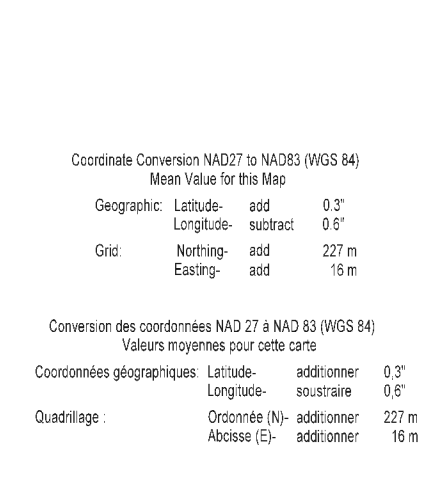 Coordinate Conversion NAD27 to NAD83 (WGS 84)
Mean Value for this Map
Geographic: Latitude- add 0.3"
Longitude- subtract 0.6"
Grid: Northing- add 227 m
Easting- add 16 m
Conversion des coordonnées NAD 27 à NAD 83 (WGS 84)
Valeurs moyennes pour cette carte
Coordonnées géographiques: Latitude- additionner 0,3"
Longitude- soustraire 0,6"
Quadrillage : Ordonnée (N)- additionner 227 m
Abcisse (E)- additionner 16 m